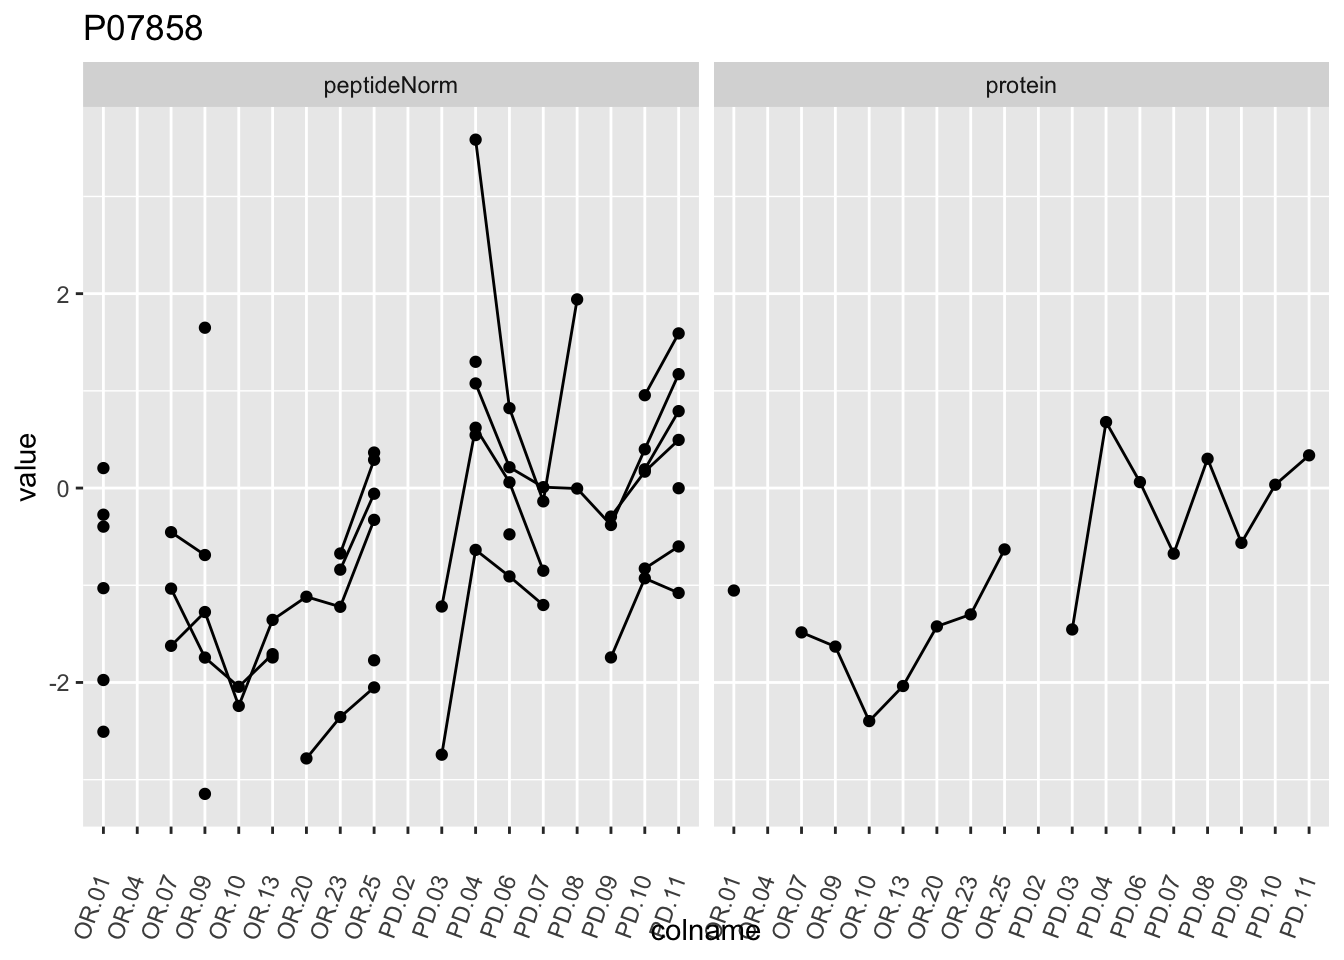 P07858
peptideNorm protein
value
2
0
-2
OR.01 OR.04 OR.07 OR.09 OR.10 OR.13 OR.20 OR.23 OR.25 PD.02 PD.03 PD.04 PD.06 PD.07 PD.08 PD.09 PD.10 PD.11 OR.01 OR.04 OR.07 OR.09 OR.10 OR.13 OR.20 OR.23 OR.25 PD.02 PD.03 PD.04 PD.06 PD.07 PD.08 PD.09 PD.10 PD.11
colname